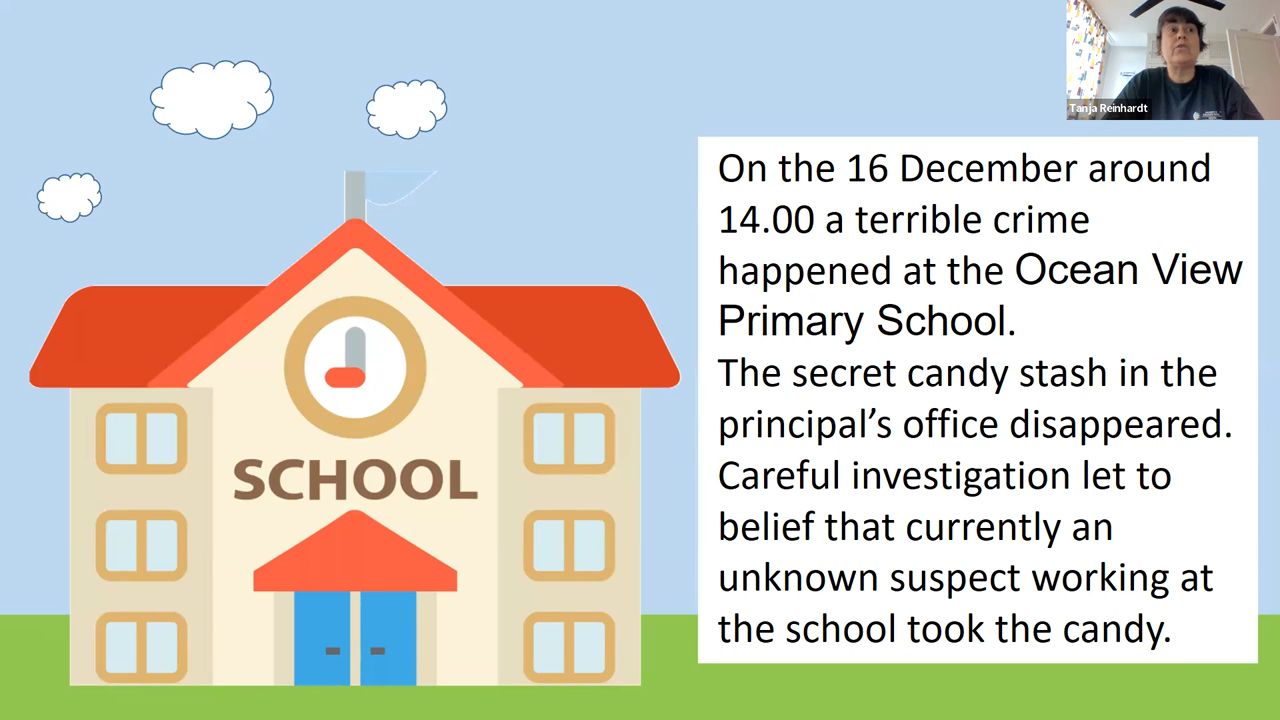 Tanja Reinhardt
On the 16 December around
14.00 a terrible crime
happened at the Ocean View
Primary School.
The secret candy stash in the
principal’s office disappeared.
Careful investigation let to
belief that currently an
unknown suspect working at
the school took the candy.
SCHOOL